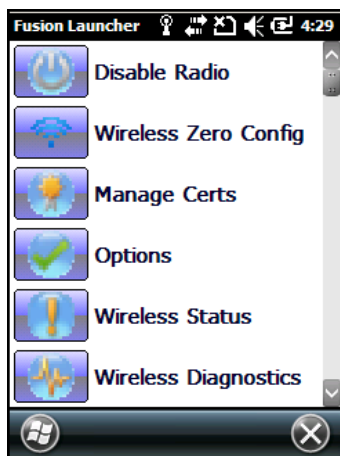 Fusion Launcher 4:29
Disable Radio
Wireless Zero Config
Manage Certs
Options
Wireless Status
Wireless Diagnostics